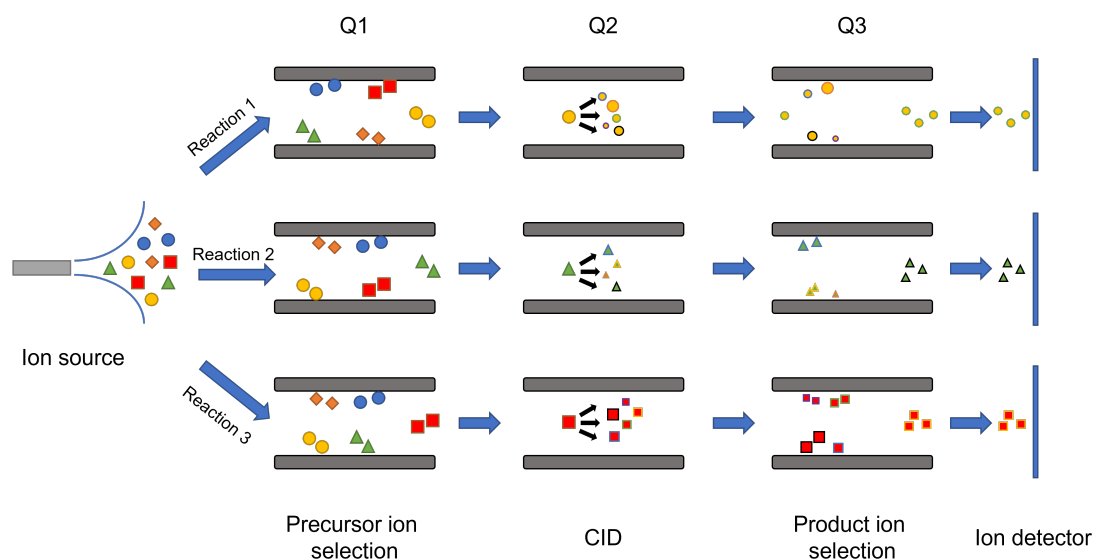 Q1
Q2
Q3
Reaction 1
Reaction 2
Reaction 3
Ion source
Precursor ion
selection
CID
Product ion
selection
Ion detector